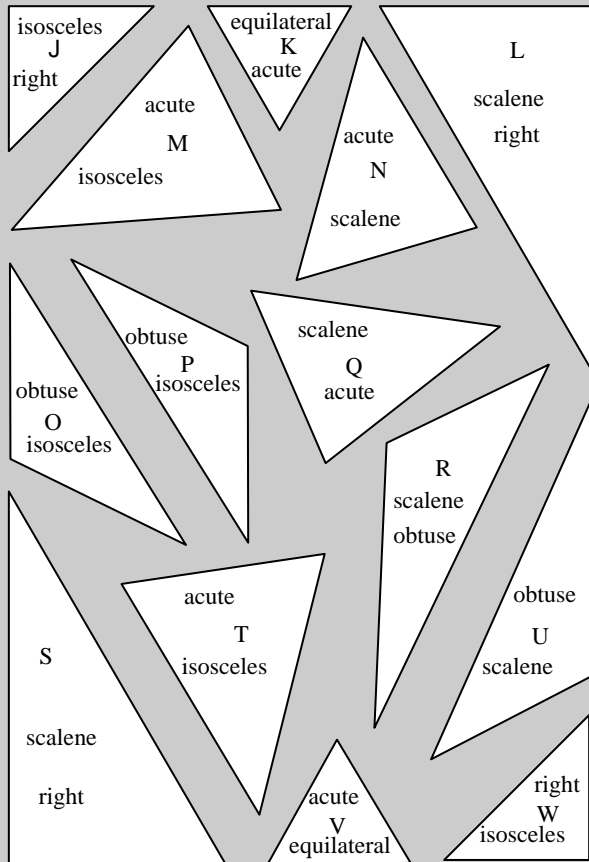 isosceles
J
right
equilateral
K
acute
L
scalene
right
acute
M
isosceles
acute
N
scalene
obtuse
P
isosceles
scalene
Q
acute
obtuse
O
isosceles
R
scalene
obtuse
acute
T
isosceles
obtuse
U
scalene
S
scalene
right
acute
V
equilateral
right
W
isosceles